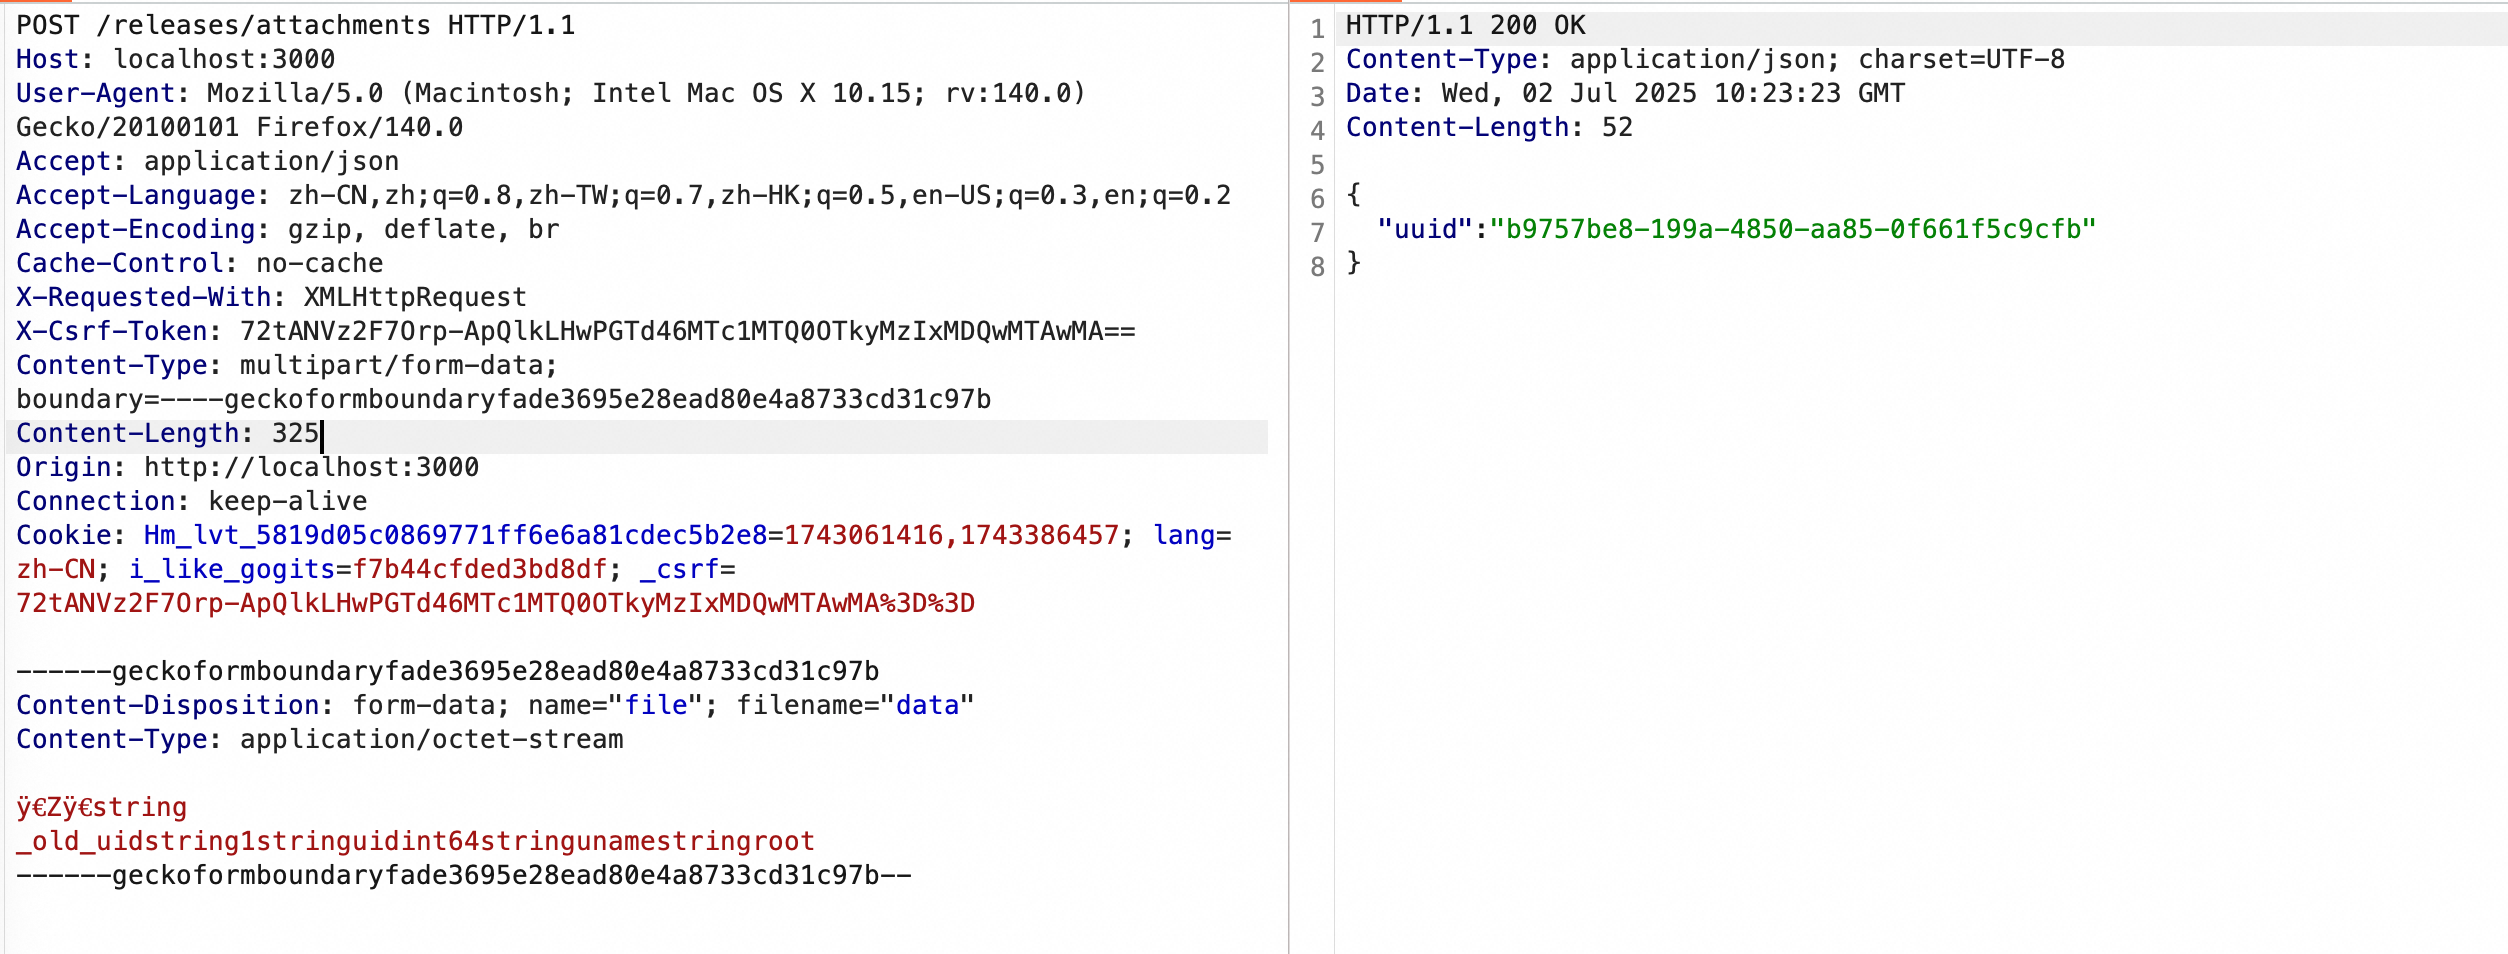 POST /releases/attachments HTTP/1.1
Host: localhost:3000
User-Agent: Mozilla/5.0 (Macintosh; Intel Mac OS X 10.15; rv:140.0)
Gecko/20100101 Firefox/140.0
Accept: application/json
Accept-Language: zh-CN,zh;q=0.8,zh-TW;q=0.7,zh-HK;q=0.5,en-US;q=0.3,en;q=0.2
Accept-Encoding: gzip, deflate, br
Cache-Control: no-cache
X-Requested-With: XMLHttpRequest
X-Csrf-Token: 72tANVz2F7Orp-ApQlkLHwPGTd46MTc1MTQ0OTkyMzIxMDQwMTAwMA==
Content-Type: multipart/form-data;
boundary=----geckoformboundaryfade3695e28ead80e4a8733cd31c97b
Content-Length: 325
Origin: http://localhost:3000
Connection: keep-alive
Cookie: Hm_lvt_5819d05c0869771ff6e6a81cdec5b2e8=1743061416,1743386457; lang=
zh-CN; i_like_gogits=f7b44cfded3bd8df; _csrf=
72tANVz2F7Orp-ApQlkLHwPGTd46MTc1MTQ0OTkyMzIxMDQwMTAwMA%3D%3D
------geckoformboundaryfade3695e28ead80e4a8733cd31c97b
Content-Disposition: form-data; name="file"; filename="data"
Content-Type: application/octet-stream
ÿ€Zÿ€string
_old_uidstring1stringuidint64stringunamestringroot
------geckoformboundaryfade3695e28ead80e4a8733cd31c97b--
1 HTTP/1.1 200 OK
2 Content-Type: application/json; charset=UTF-8
3 Date: Wed, 02 Jul 2025 10:23:23 GMT
4 Content-Length: 52
5
6 {
7 "uuid":"b9757be8-199a-4850-aa85-0f661f5c9cfb"
8 }